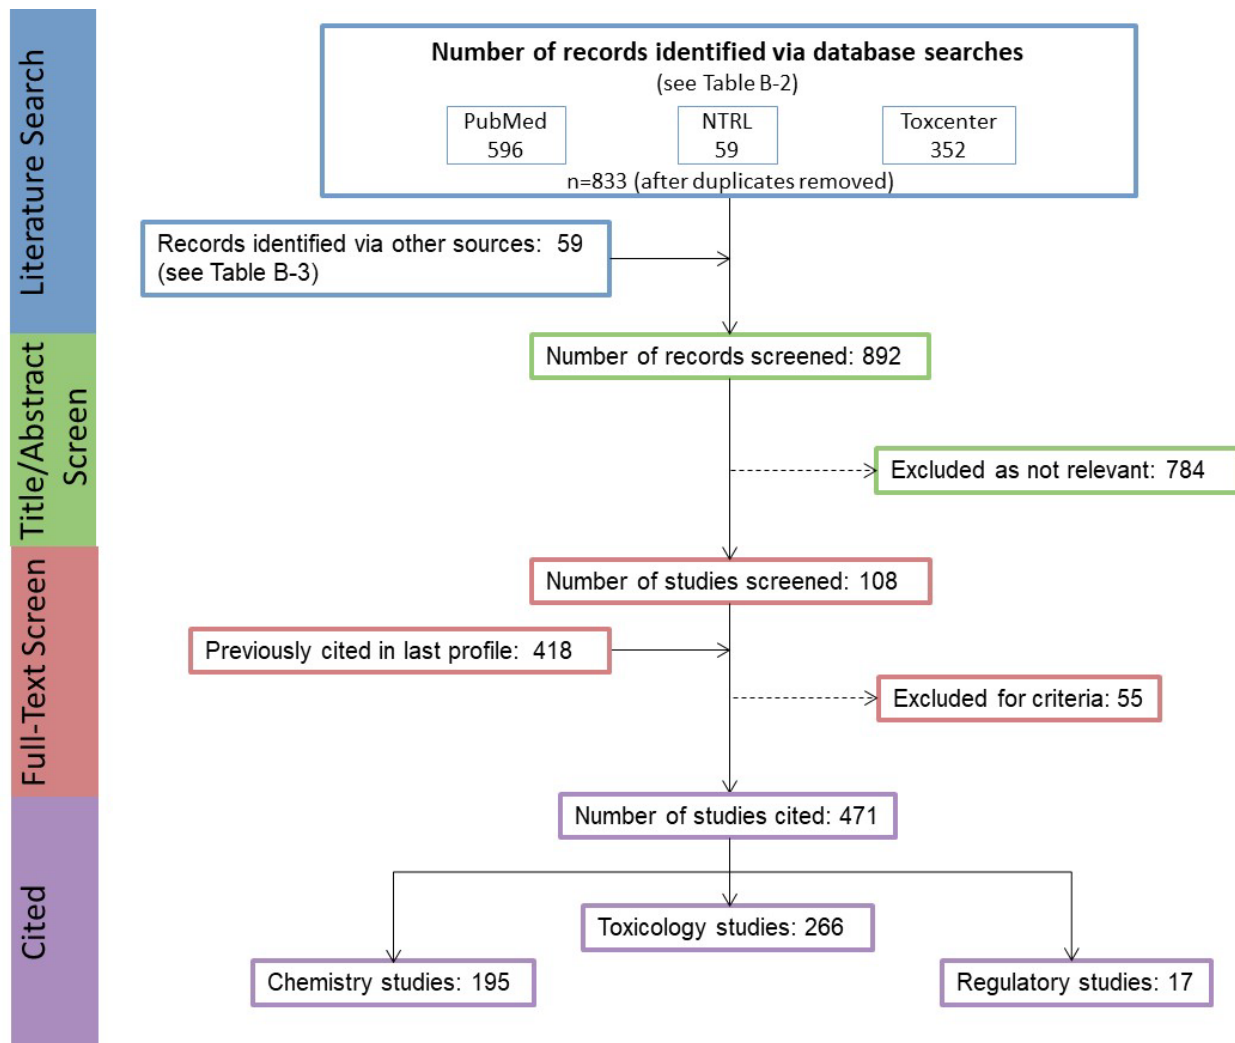 Literature Search
Number of records identified via database searches
(see Table B-2)
PubMed
596
NTRL
59
Toxcenter
352
n=833 (after duplicates removed)
Records identified via other sources: 59
(see Table B-3)
Title/Abstract
Screen
Number of records screened: 892
Excluded as not relevant: 784
Full-Text Screen
Number of studies screened: 108
Previously cited in last profile: 418
Excluded for criteria: 55
Cited
Number of studies cited: 471
Toxicology studies: 266
Chemistry studies: 195
Regulatory studies: 17